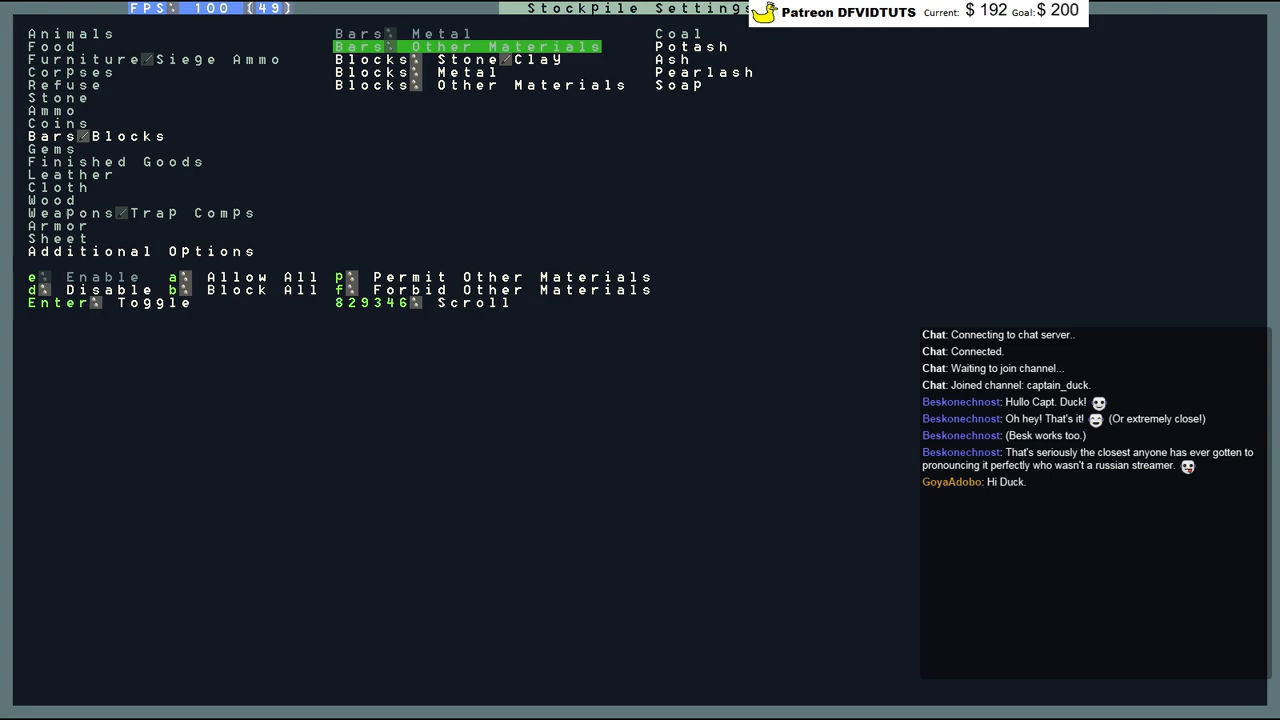 FPS: 100 (49)
Stockpile Settings
Patreon DFVIDTUTS Current: $ 192 Goal: $ 200
Animals
Food
Furniture/Siege Ammo
Corpses
Refuse
Stone
Ammo
Coins
Bars/Blocks
Gems
Finished Goods
Leather
Cloth
Wood
Weapons/Trap Comps
Armor
Sheet
Additional Options
Bars: Metal
Bars: Other Materials
Blocks: Stone/Clay
Blocks: Metal
Blocks: Other Materials
Coal
Potash
Ash
Pearlash
Soap
e: Enable a: Allow All p: Permit Other Materials
d: Disable b: Block All f: Forbid Other Materials
Enter: Toggle 829346: Scroll
Chat: Connecting to chat server..
Chat: Connected.
Chat: Waiting to join channel...
Chat: Joined channel: captain_duck.
Beskonechnost: Hullo Capt. Duck!
Beskonechnost: Oh hey! That's it! (Or extremely close!)
Beskonechnost: (Besk works too.)
Beskonechnost: That's seriously the closest anyone has ever gotten to
pronouncing it perfectly who wasn't a russian streamer.
GoyaAdobo: Hi Duck.